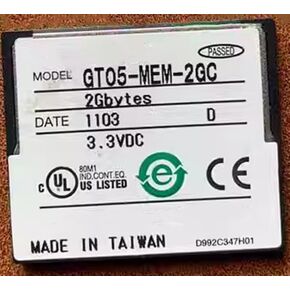 PASSED
MODEL GT05-MEM-2GC
2Gbytes
DATE 1103 D
3.3VDC
c UL US LISTED
80M1
IND.CONT.EQ.
e
MADE IN TAIWAN
D992C347H01